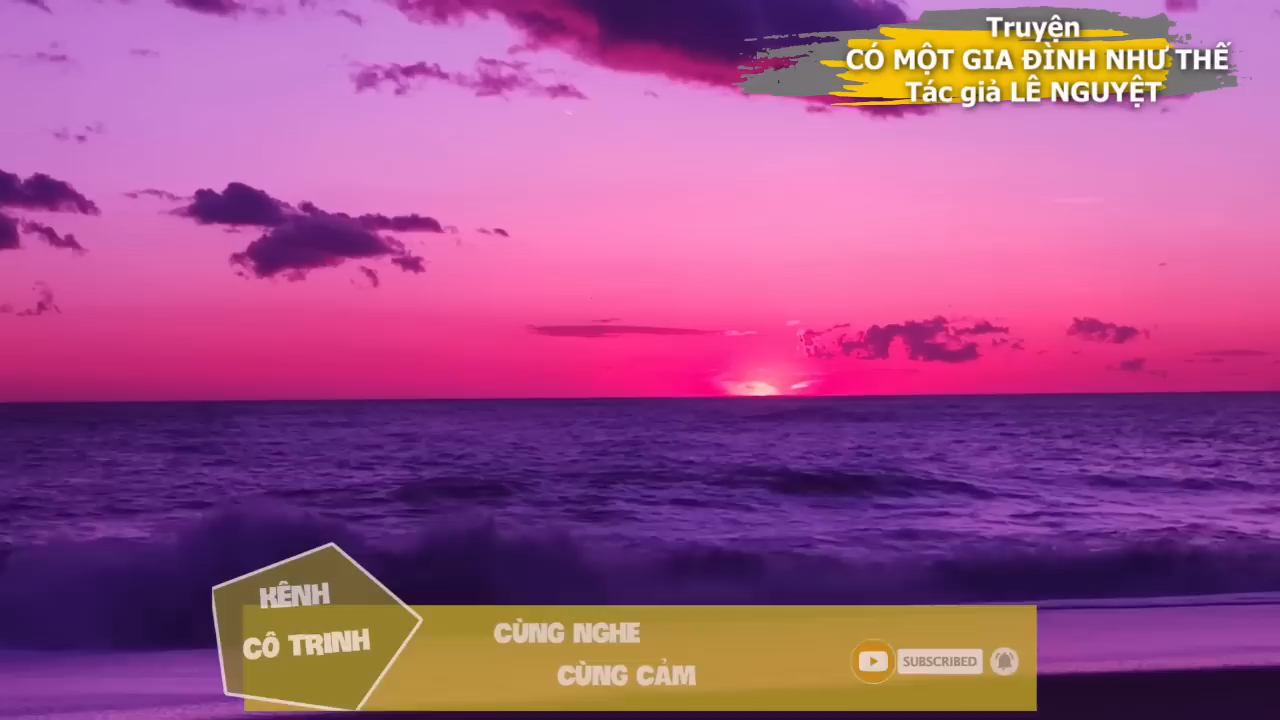 Truyện
CÓ MỘT GIA ĐÌNH NHƯ THẾ
Tác giả LÊ NGUYỆT
KÊNH
CÔ TRINH
CÙNG NGHE
CÙNG CẢM
SUBSCRIBED